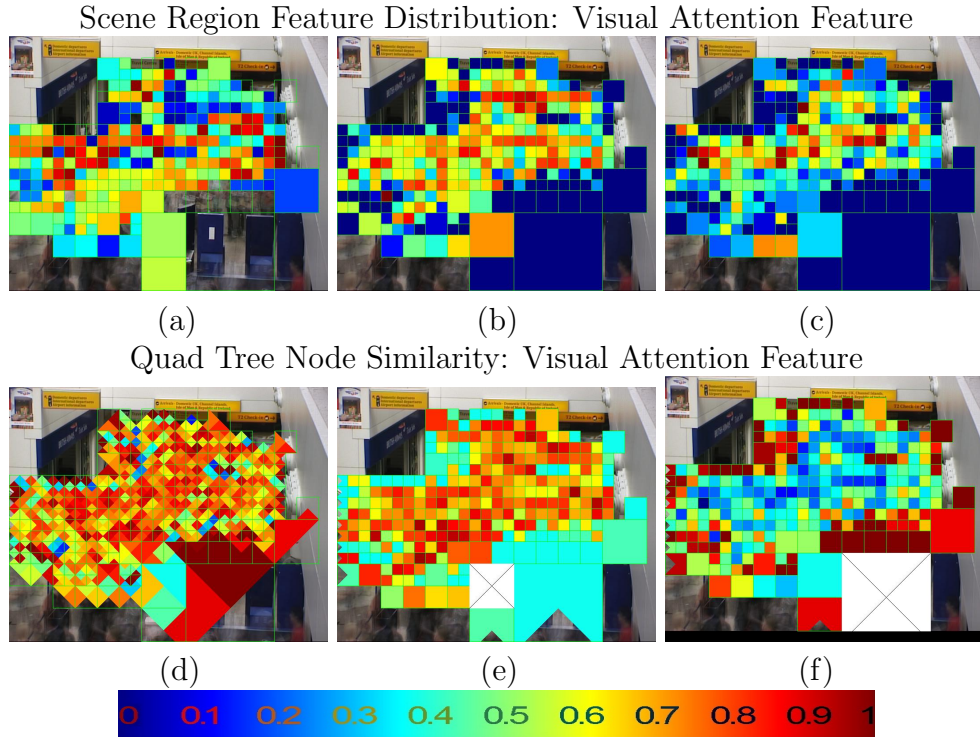 Scene Region Feature Distribution: Visual Attention Feature
(a) (b) (c)
Quad Tree Node Similarity: Visual Attention Feature
(d) (e) (f)
0 0.1 0.2 0.3 0.4 0.5 0.6 0.7 0.8 0.9 1